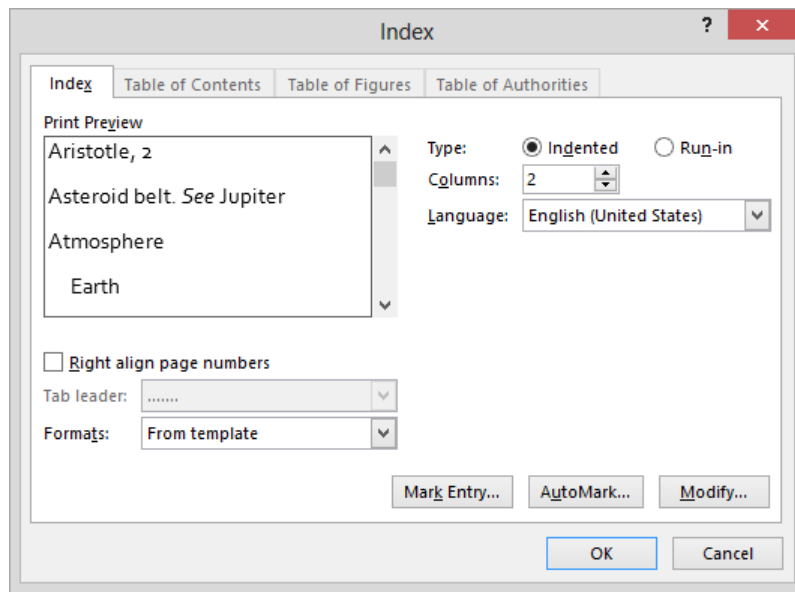 Index
?
Index
Table of Contents
Table of Figures
Table of Authorities
Print Preview
Aristotle, 2
Asteroid belt. See Jupiter
Atmosphere
Earth
Type:
Indented
Run-in
Columns:
2
Language:
English (United States)
Right align page numbers
Tab leader:
.......
Formats:
From template
Mark Entry...
AutoMark...
Modify...
OK
Cancel